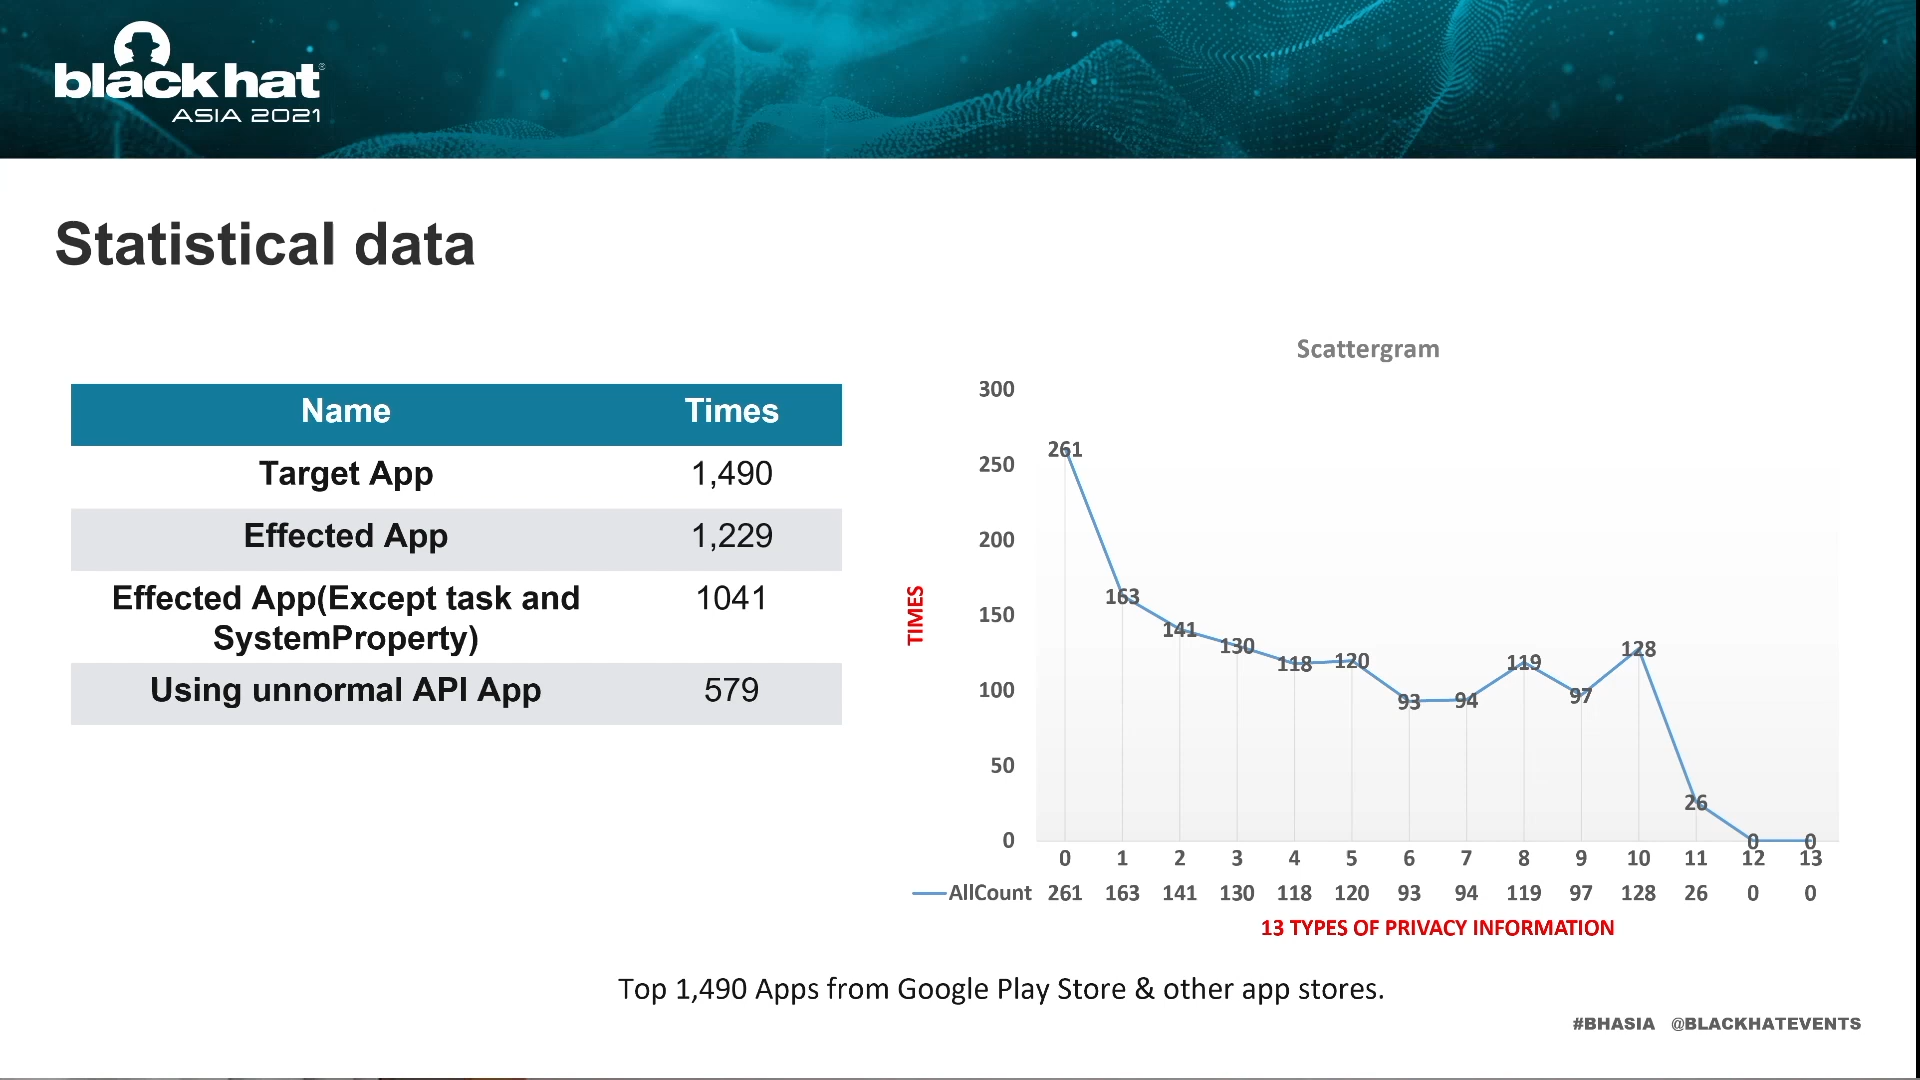 black hat®
ASIA 2021
Statistical data
Name Times
Target App 1,490
Effected App 1,229
Effected App(Except task and 1041
SystemProperty)
Using unnormal API App 579
Scattergram
300
250
200
150
100
50
0
TIMES
261
163
141
130
118
120
93
94
119
97
128
26
0
0
0 1 2 3 4 5 6 7 8 9 10 11 12 13
AllCount 261 163 141 130 118 120 93 94 119 97 128 26 0 0
13 TYPES OF PRIVACY INFORMATION
Top 1,490 Apps from Google Play Store & other app stores.
#BHASIA @BLACKHATEVENTS